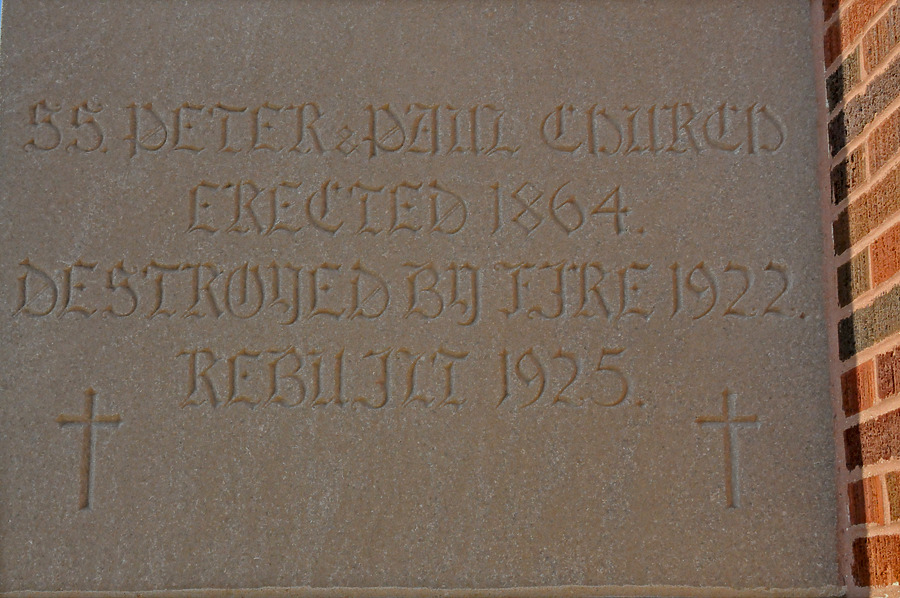 SS. PETER & PAUL CHURCH
ERECTED 1864.
DESTROYED BY FIRE 1922.
REBUILT 1925.